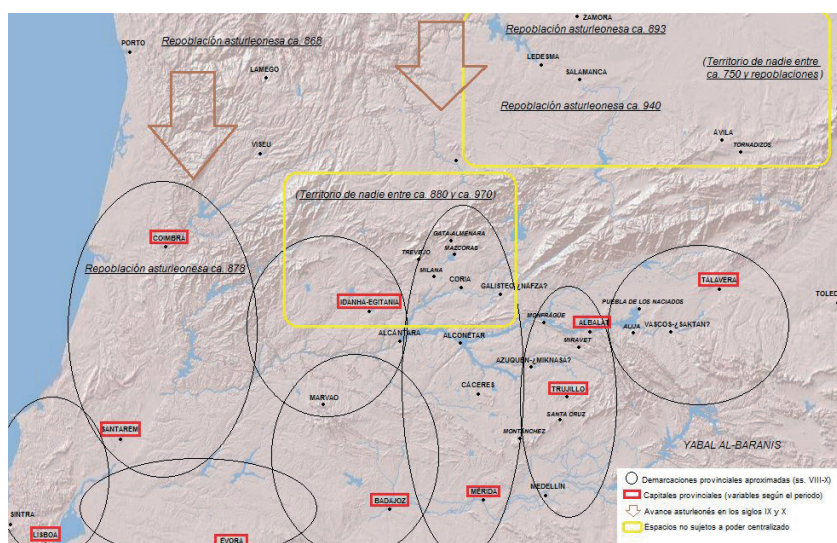 ZAMORA
PORTO
Repoblación asturleonesa ca. 868
Repoblación asturleonesa ca. 893
LEDESMA
(Territorio de nadie entre
ca. 750 y repoblaciones)
LAMEGO
SALAMANCA
Repoblación asturleonesa ca. 940
ÁVILA
TORNADIZOS
VISEU
(Territorio de nadie entre ca. 880 y ca. 970)
COIMBRA
GATA-ALMENARA
TREVEJO
MAZCORAS
Repoblación asturleonesa ca. 878
MILANA
CORIA
GALISTEO-¿NAFZA?
TALAVERA
IDANHA-EGITANIA
PUEBLA DE LOS NACIADOS
TOLEDO
MONFRAGÜE
ALBALAT
ALIJA
VASCOS-¿SAKTAN?
ALCÁNTARA
ALCONÉTAR
MIRAVET
AZUQUEN-¿MIKNASA?
CÁCERES
TRUJILLO
MARVAO
SANTA CRUZ
SANTAREM
MONTÁNCHEZ
YABAL AL-BARANIS
MEDELLÍN
BADAJOZ
MÉRIDA
SINTRA
LISBOA
ÉVORA
Demarcaciones provinciales aproximadas (ss. VIII-X)
Capitales provinciales (variables según el periodo)
Avance asturleonés en los siglos IX y X
Espacios no sujetos a poder centralizado